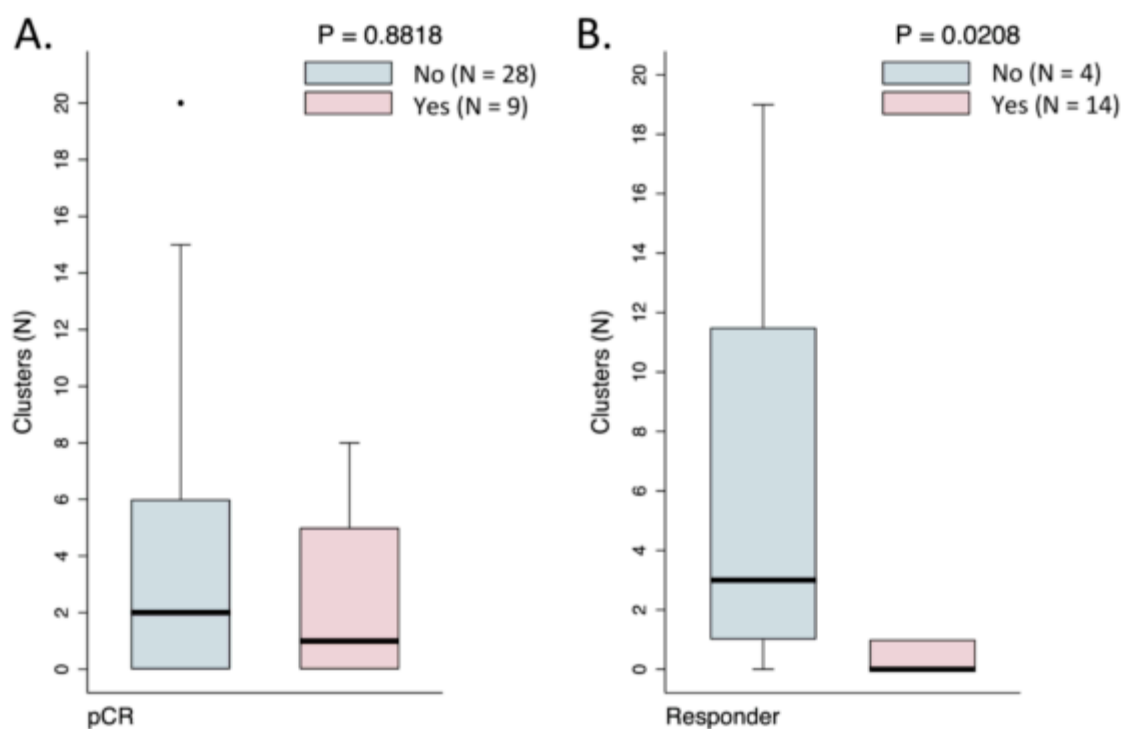 A.
P = 0.8818
No (N = 28)
Yes (N = 9)
Clusters (N)
20
18
16
14
12
10
8
6
4
2
0
pCR
B.
P = 0.0208
No (N = 4)
Yes (N = 14)
Clusters (N)
20
18
16
14
12
10
8
6
4
2
0
Responder